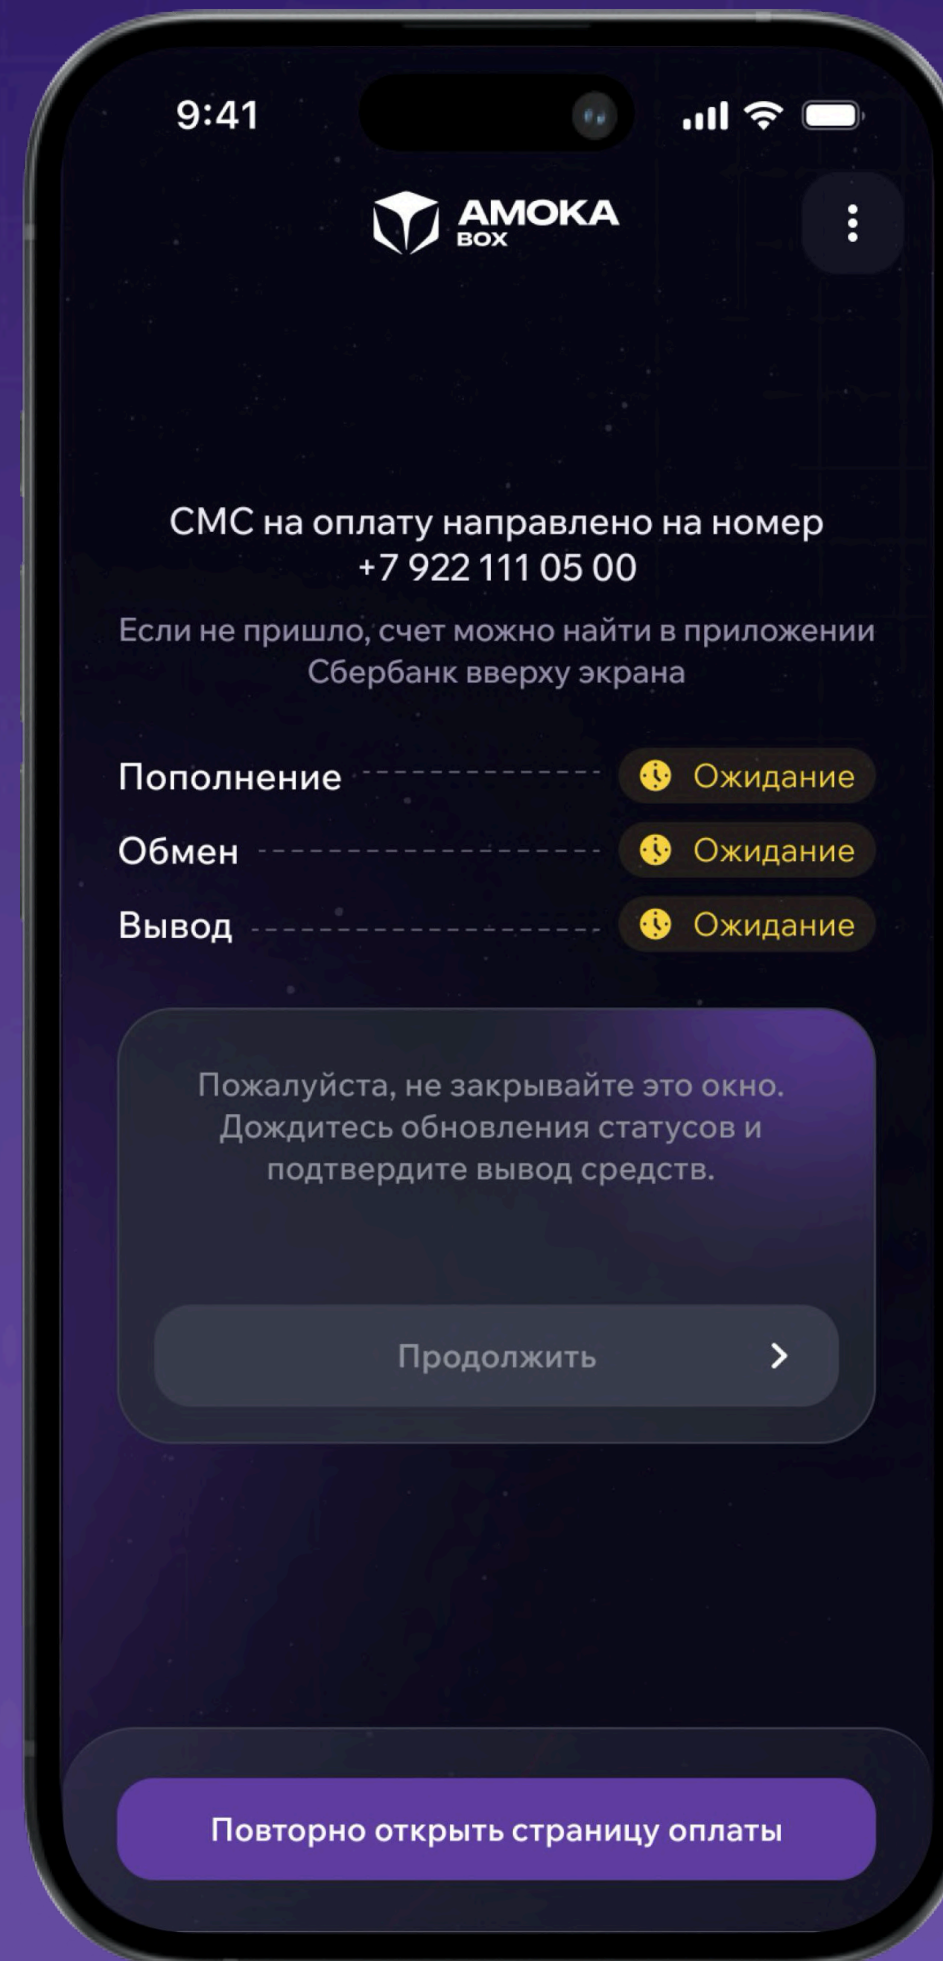 9:41
AMOKA
BOX
СМС на оплату направлено на номер
+7 922 111 05 00
Если не пришло, счет можно найти в приложении
Сбербанк вверху экрана
Пополнение
Ожидание
Обмен
Ожидание
Вывод
Ожидание
Пожалуйста, не закрывайте это окно.
Дождитесь обновления статусов и
подтвердите вывод средств.
Продолжить
Повторно открыть страницу оплаты